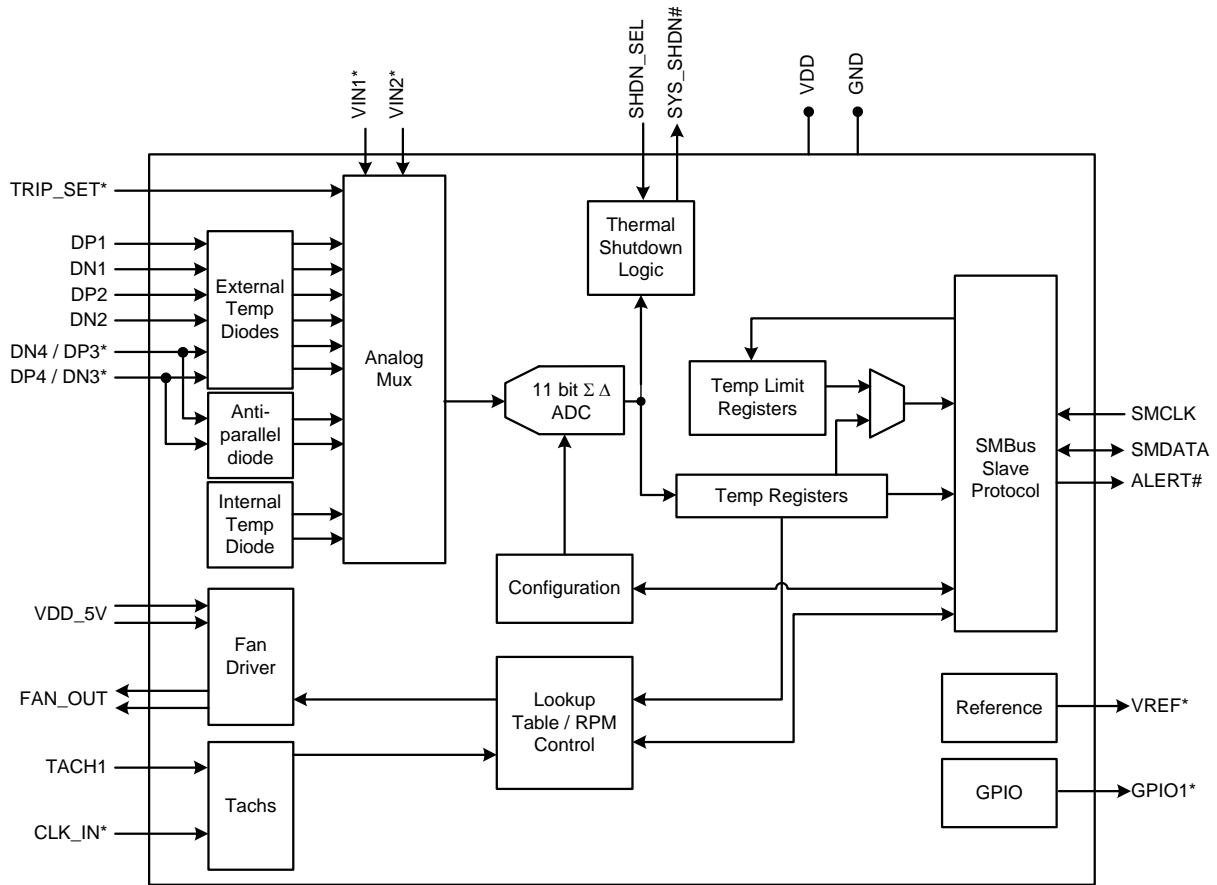 VIN1*
VIN2*
SHDN_SEL
SYS_SHDN#
VDD
GND
TRIP_SET*
DP1
DN1
DP2
DN2
DN4 / DP3*
DP4 / DN3*
External
Temp
Diodes
Anti-
parallel
diode
Internal
Temp
Diode
Analog
Mux
Thermal
Shutdown
Logic
11 bit Σ Δ
ADC
Temp Limit
Registers
Temp Registers
SMBus
Slave
Protocol
SMCLK
SMDATA
ALERT#
Configuration
VDD_5V
FAN_OUT
Fan
Driver
Lookup
Table / RPM
Control
TACH1
CLK_IN*
Tachs
Reference
VREF*
GPIO
GPIO1*